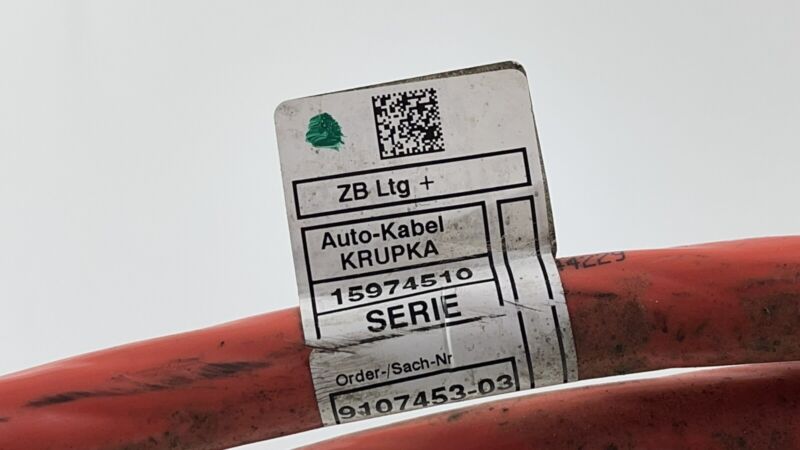 ZB Ltg +
Auto-Kabel
KRUPKA
15974510
SERIE
Order-/Sach-Nr
9107453-03